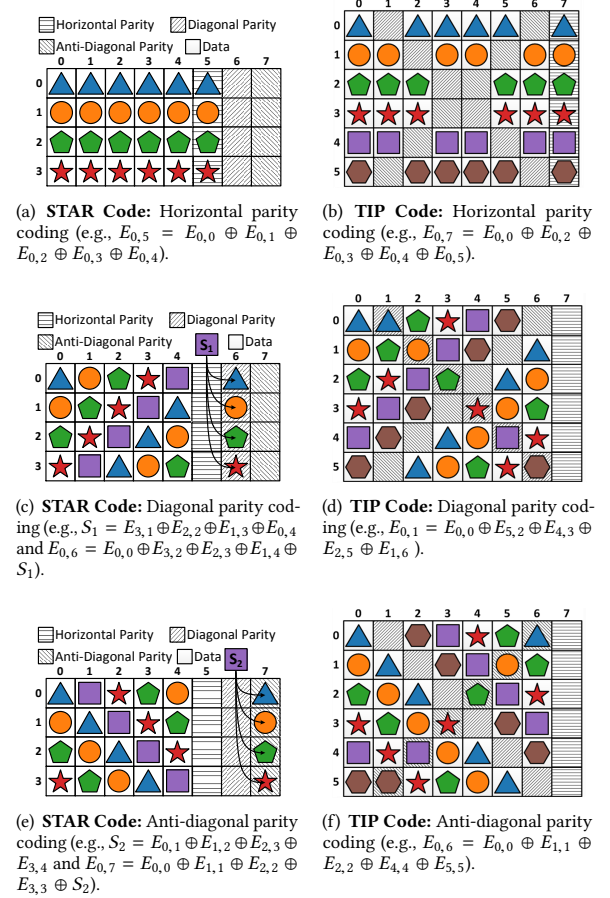 Horizontal Parity Diagonal Parity
Anti-Diagonal Parity Data
0 1 2 3 4 5 6 7
0
1
2
3
(a) STAR Code: Horizontal parity
coding (e.g., E0,5 = E0,0 ⊕ E0,1 ⊕
E0,2 ⊕ E0,3 ⊕ E0,4).
0 1 2 3 4 5 6 7
0
1
2
3
4
5
(b) TIP Code: Horizontal parity
coding (e.g., E0,7 = E0,0 ⊕ E0,2 ⊕
E0,3 ⊕ E0,4 ⊕ E0,5).
Horizontal Parity Diagonal Parity
Anti-Diagonal Parity Data
S1
0 1 2 3 4 6 7
0
1
2
3
(c) STAR Code: Diagonal parity cod-
ing (e.g., S1 = E3,1 ⊕ E2,2 ⊕ E1,3 ⊕ E0,4
and E0,6 = E0,0 ⊕ E3,2 ⊕ E2,3 ⊕ E1,4 ⊕
S1).
0 1 2 3 4 5 6 7
0
1
2
3
4
5
(d) TIP Code: Diagonal parity cod-
ing (e.g., E0,1 = E0,0 ⊕ E5,2 ⊕ E4,3 ⊕
E2,5 ⊕ E1,6 ).
Horizontal Parity Diagonal Parity
Anti-Diagonal Parity Data
S2
0 1 2 3 4 5 7
0
1
2
3
(e) STAR Code: Anti-diagonal parity
coding (e.g., S2 = E0,1 ⊕ E1,2 ⊕ E2,3 ⊕
E3,4 and E0,7 = E0,0 ⊕ E1,1 ⊕ E2,2 ⊕
E3,3 ⊕ S2).
0 1 2 3 4 5 6 7
0
1
2
3
4
5
(f) TIP Code: Anti-diagonal parity
coding (e.g., E0,6 = E0,0 ⊕ E1,1 ⊕
E2,2 ⊕ E4,4 ⊕ E5,5).